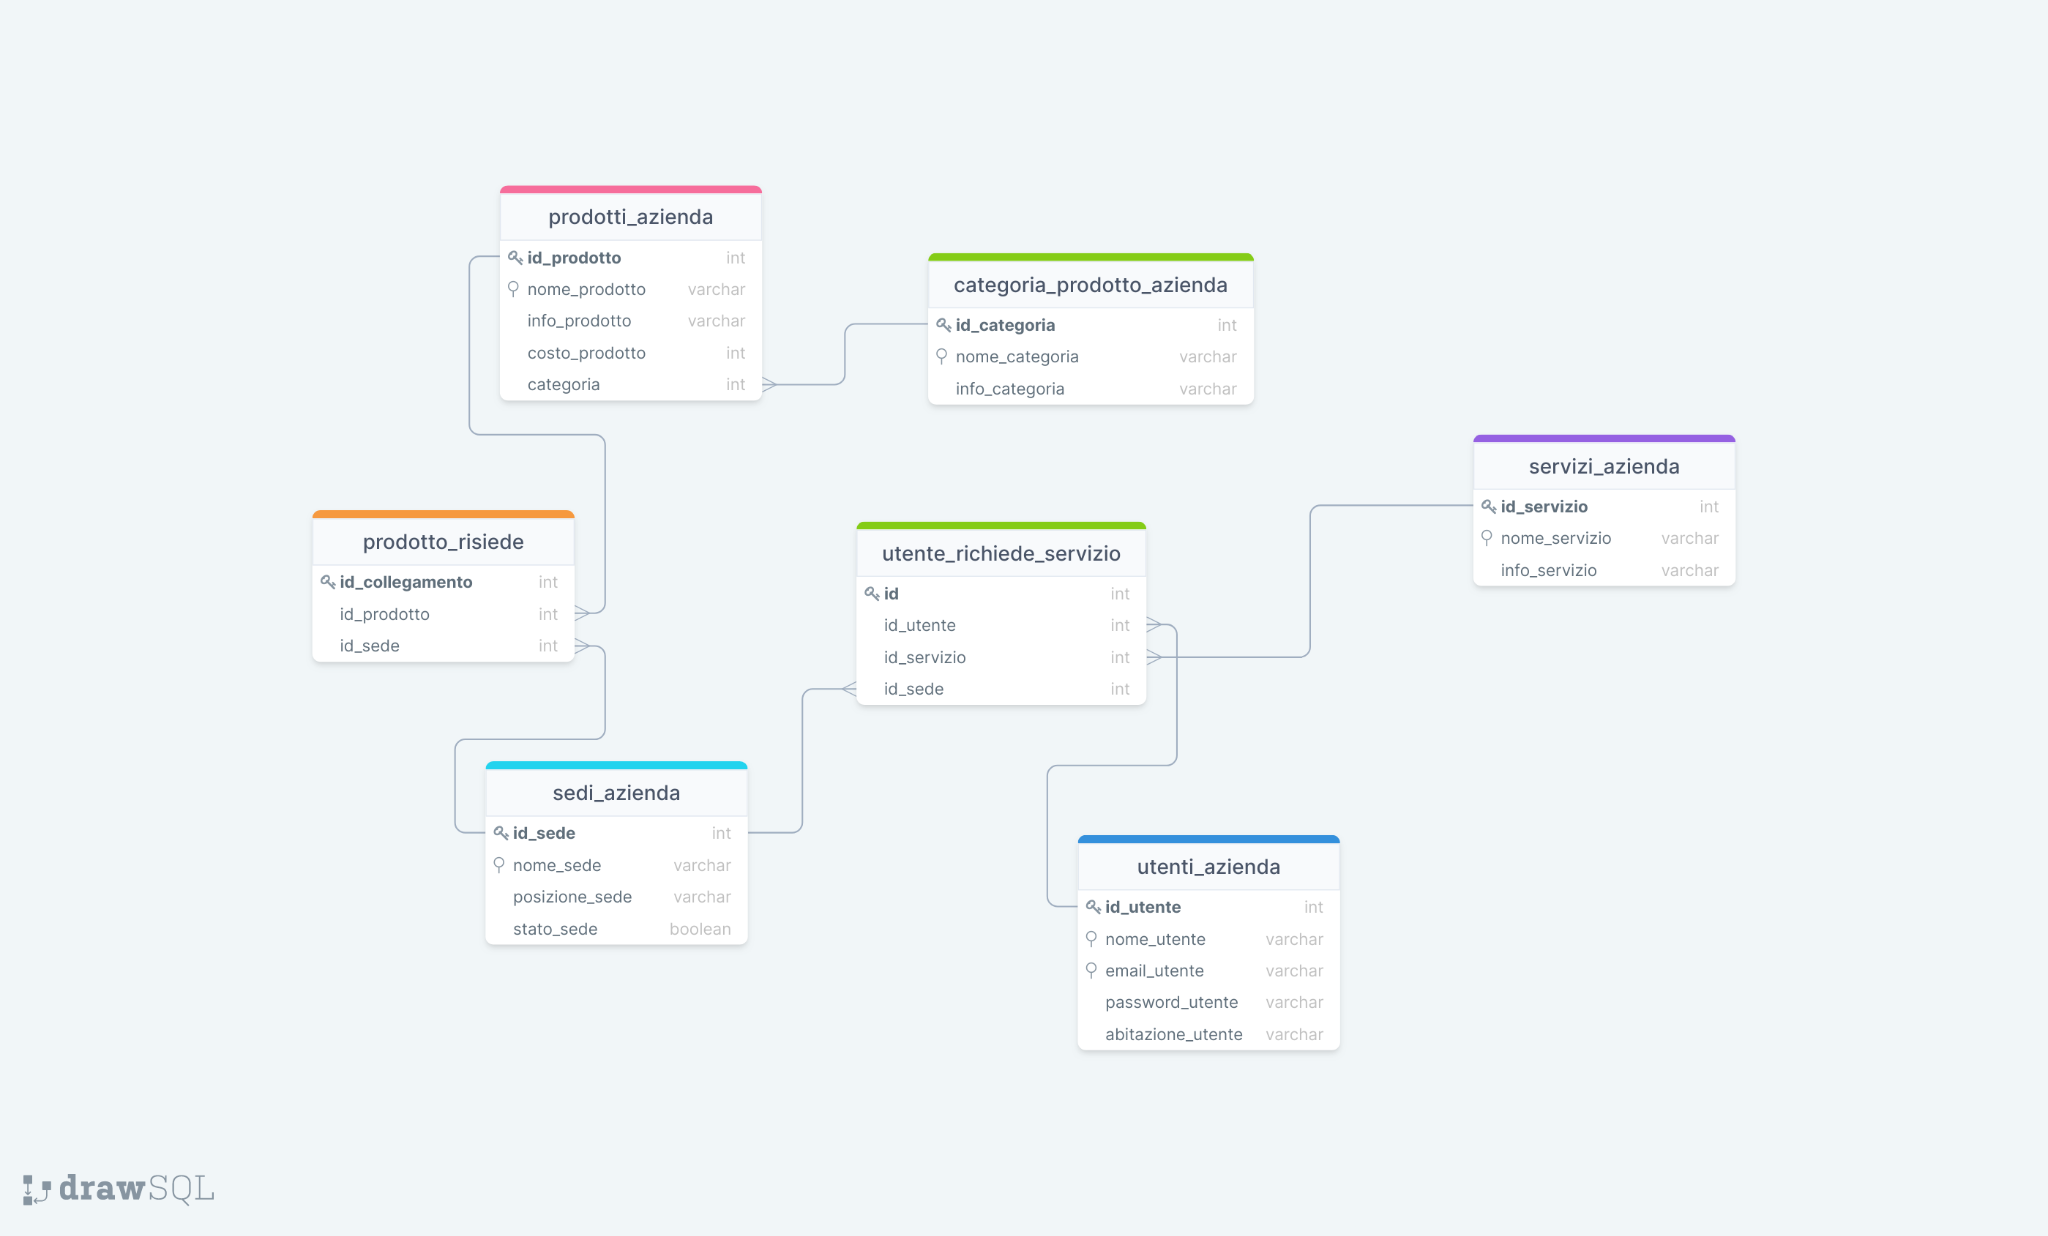 prodotti_azienda
id_prodotto int
nome_prodotto varchar
info_prodotto varchar
costo_prodotto int
categoria int
categoria_prodotto_azienda
id_categoria int
nome_categoria varchar
info_categoria varchar
servizi_azienda
id_servizio int
nome_servizio varchar
info_servizio varchar
prodotto_risiede
id_collegamento int
id_prodotto int
id_sede int
utente_richiede_servizio
id int
id_utente int
id_servizio int
id_sede int
sedi_azienda
id_sede int
nome_sede varchar
posizione_sede varchar
stato_sede boolean
utenti_azienda
id_utente int
nome_utente varchar
email_utente varchar
password_utente varchar
abitazione_utente varchar
drawSQL